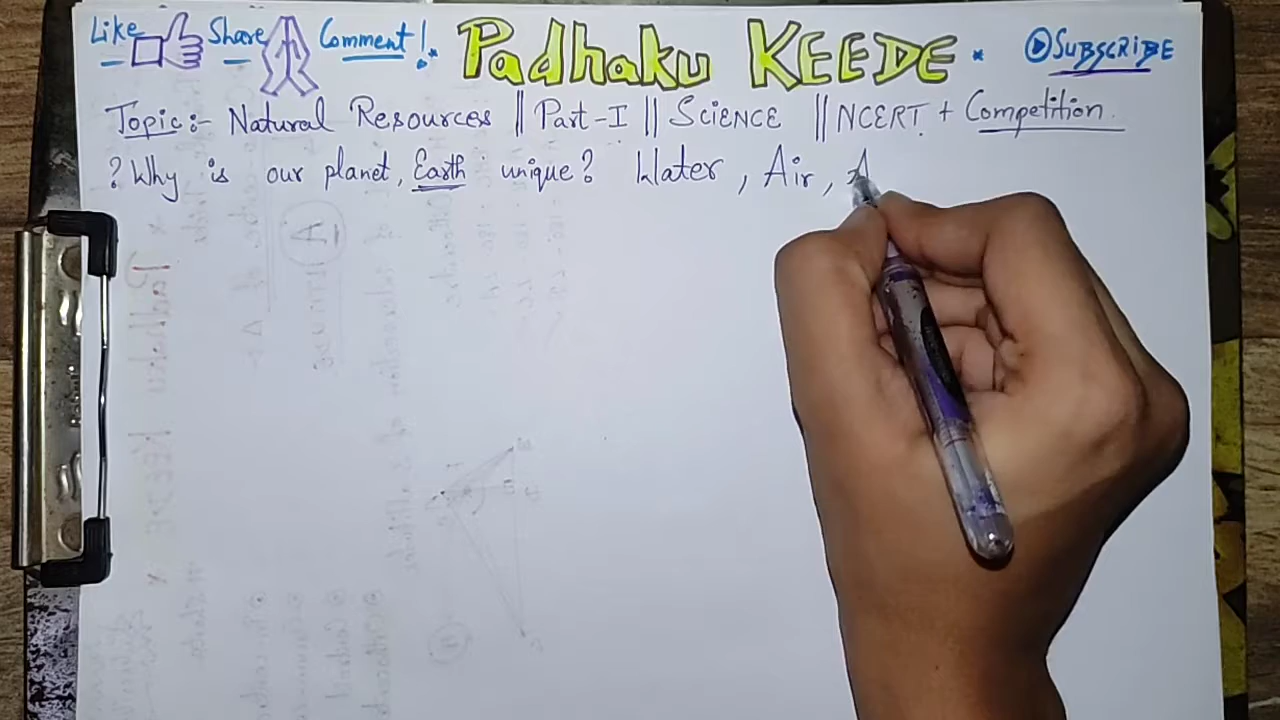 Like Share Comment! Padhaku KEEDE SUBSCRIBE
Topic:- Natural Resources || Part-I || SCIENCE || NCERT + Competition.
? Why is our planet, Earth unique? Water, Air, A